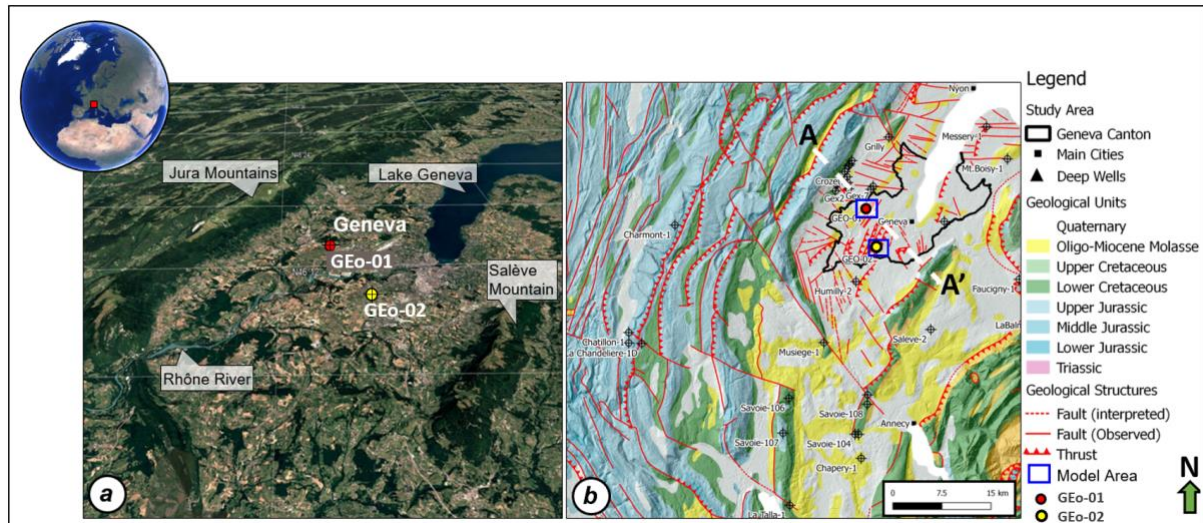 Jura Mountains
Lake Geneva
Geneva
GEo-01
GEo-02
Salève
Mountain
Rhône River
a
Nyon
Messery-1
Grilly
Mt.Boisy-1
A
Crozet
Gex2
Charmont-1
Geneva
GEO-02
A'
Humilly-2
Faucigny-1
Chatillon-1
La Chandeliere-1D
Musiege-1
Saleve-2
Savoie-106
Savoie-108
Annecy
Savoie-107
Savoie-104
Chapery-1
b
0 7.5 15 km
Legend
Study Area
Geneva Canton
Main Cities
Deep Wells
Geological Units
Quaternary
Oligo-Miocene Molasse
Upper Cretaceous
Lower Cretaceous
Upper Jurassic
Middle Jurassic
Lower Jurassic
Triassic
Geological Structures
Fault (interpreted)
Fault (Observed)
Thrust
Model Area
GEo-01
GEo-02
N